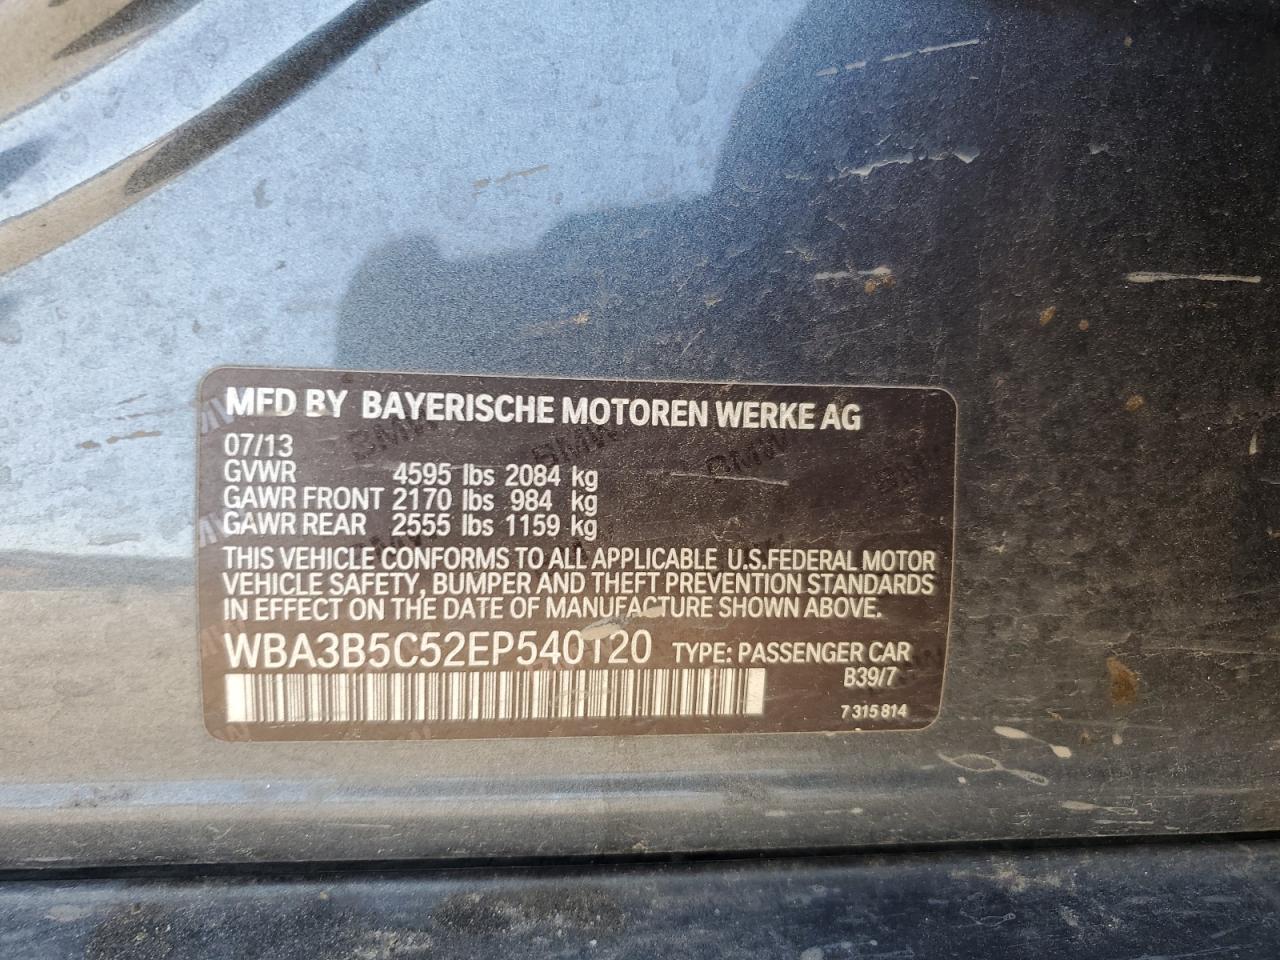 MFD BY BAYERISCHE MOTOREN WERKE AG
07/13
GVWR 4595 lbs 2084 kg
GAWR FRONT 2170 lbs 984 kg
GAWR REAR 2555 lbs 1159 kg
THIS VEHICLE CONFORMS TO ALL APPLICABLE U.S.FEDERAL MOTOR
VEHICLE SAFETY, BUMPER AND THEFT PREVENTION STANDARDS
IN EFFECT ON THE DATE OF MANUFACTURE SHOWN ABOVE.
WBA3B5C52EP540120 TYPE: PASSENGER CAR
B39/7
7 315 814